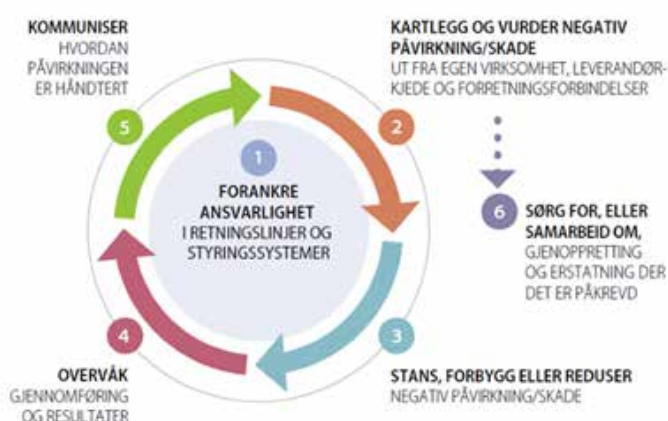 1
FORANKRE
ANSVARLIGHET
I RETNINGSLINJER OG
STYRINGSSYSTEMER
2
KARTLEGG OG VURDER NEGATIV
PÅVIRKNING/SKADE
UT FRA EGEN VIRKSOMHET, LEVERANDØR-
KJEDE OG FORRETNINGSFORBINDELSER
3
STANS, FORBYGG ELLER REDUSER
NEGATIV PÅVIRKNING/SKADE
4
OVERVÅK
GJENNOMFØRING
OG RESULTATER
5
KOMMUNISER
HVORDAN
PÅVIRKNINGEN
ER HÅNDTERT
6
SØRG FOR, ELLER
SAMARBEID OM,
GJENOPPRETTING
OG ERSTATNING DER
DET ER PÅKREVD